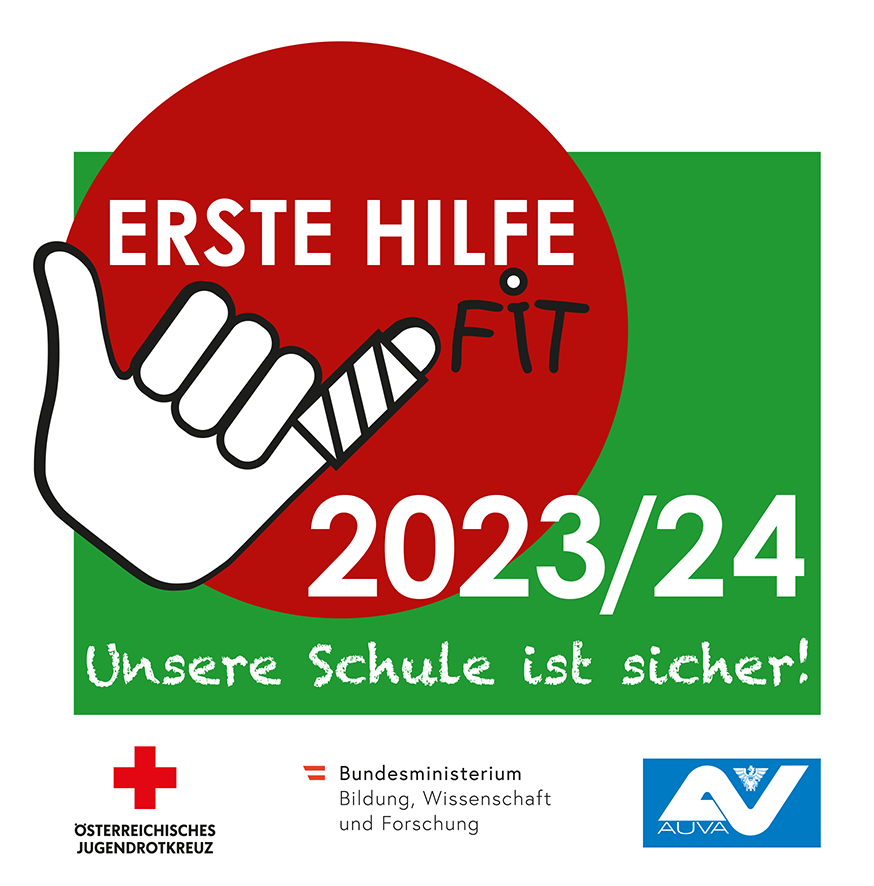 ERSTE HILFE
FiT
2023/24
Unsere Schule ist sicher!
ÖSTERREICHISCHES
JUGENDROTKREUZ
Bundesministerium
Bildung, Wissenschaft
und Forschung
AUVA